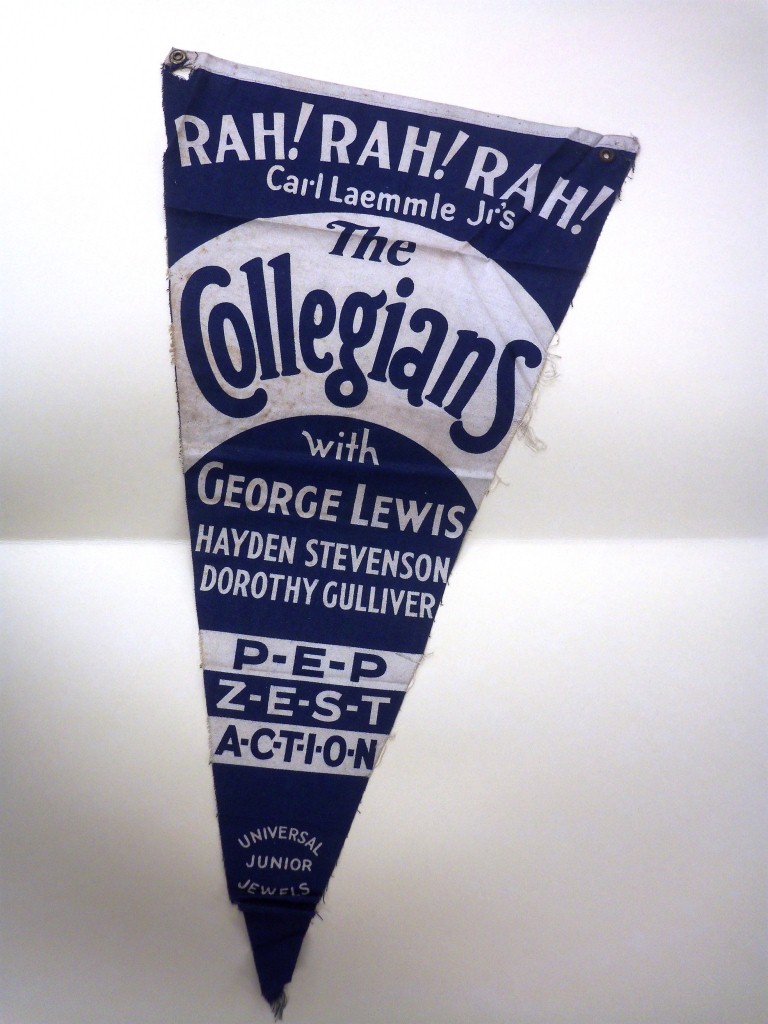 RAH! RAH! RAH!
Carl Laemmle Jr's
The
Collegians
with
GEORGE LEWIS
HAYDEN STEVENSON
DOROTHY GULLIVER
P-E-P
Z-E-S-T
A-C-T-I-O-N
UNIVERSAL
JUNIOR
JEWELS